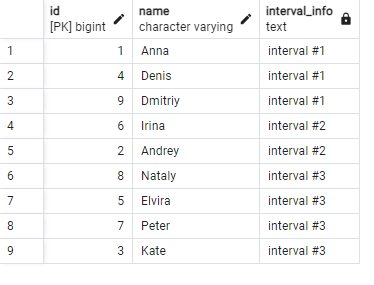 id name interval_info
[PK] bigint character varying text
1 1 Anna interval #1
2 4 Denis interval #1
3 9 Dmitriy interval #1
4 6 Irina interval #2
5 2 Andrey interval #2
6 8 Nataly interval #3
7 5 Elvira interval #3
8 7 Peter interval #3
9 3 Kate interval #3